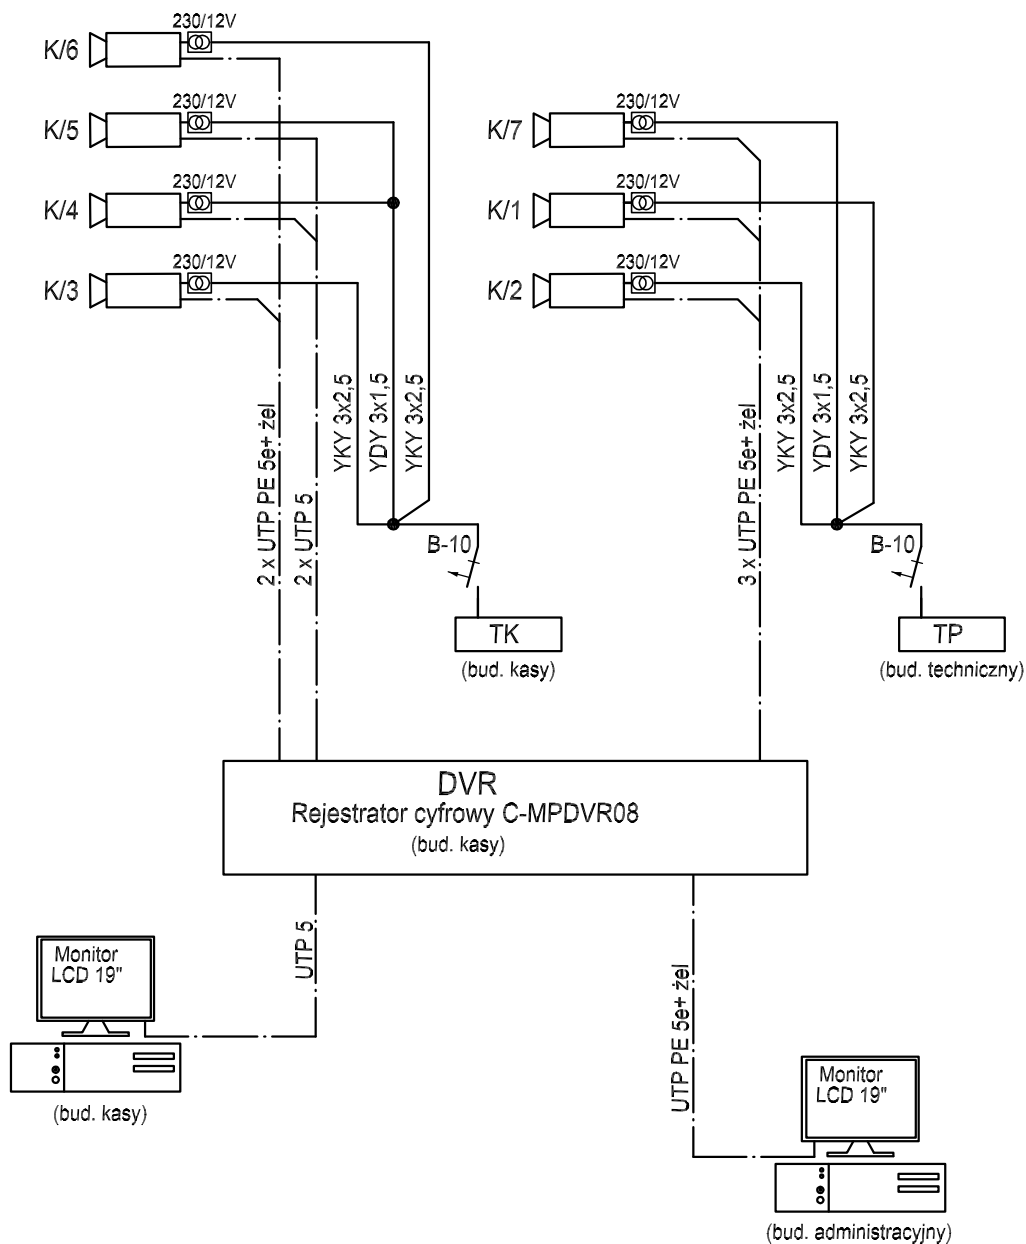 230/12V
K/6
230/12V
K/5
230/12V
K/4
230/12V
K/3
230/12V
K/7
230/12V
K/1
230/12V
K/2
2 x UTP PE 5e+ żel
2 x UTP 5
YKY 3x2,5
YDY 3x1,5
YKY 3x2,5
B-10
TK
(bud. kasy)
3 x UTP PE 5e+ żel
YKY 3x2,5
YDY 3x1,5
YKY 3x2,5
B-10
TP
(bud. techniczny)
DVR
Rejestrator cyfrowy C-MPDVR08
(bud. kasy)
UTP 5
Monitor
LCD 19"
(bud. kasy)
UTP PE 5e+ żel
Monitor
LCD 19"
(bud. administracyjny)